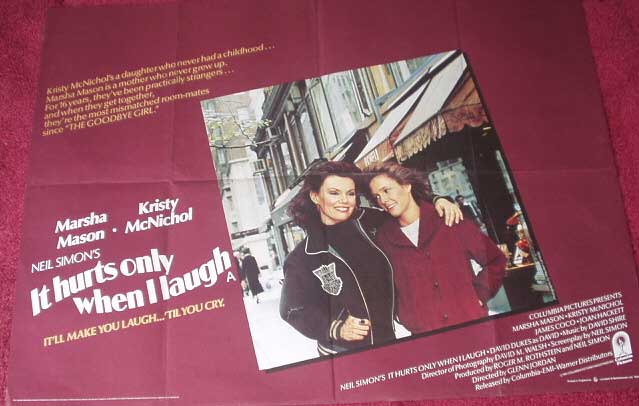 Kristy McNichol's a daughter who never had a childhood...
Marsha Mason is a mother who never grew up.
For 16 years, they've been practically strangers...
and when they get together,
they're the most mismatched room-mates
since "THE GOODBYE GIRL."
Marsha Mason · Kristy McNichol
NEIL SIMON'S
It hurts only
when I laugh
A
IT'LL MAKE YOU LAUGH...'TIL YOU CRY.
COLUMBIA PICTURES PRESENTS
MARSHA MASON • KRISTY McNICHOL
JAMES COCO • JOAN HACKETT
NEIL SIMON'S IT HURTS ONLY WHEN I LAUGH • DAVID DUKES as DAVID • Music by DAVID SHIRE
Director of Photography DAVID M. WALSH • Screenplay by NEIL SIMON
Produced by ROGER M. ROTHSTEIN and NEIL SIMON
Directed by GLENN JORDAN
Released by Columbia-EMI-Warner Distributors
Columbia
Pictures